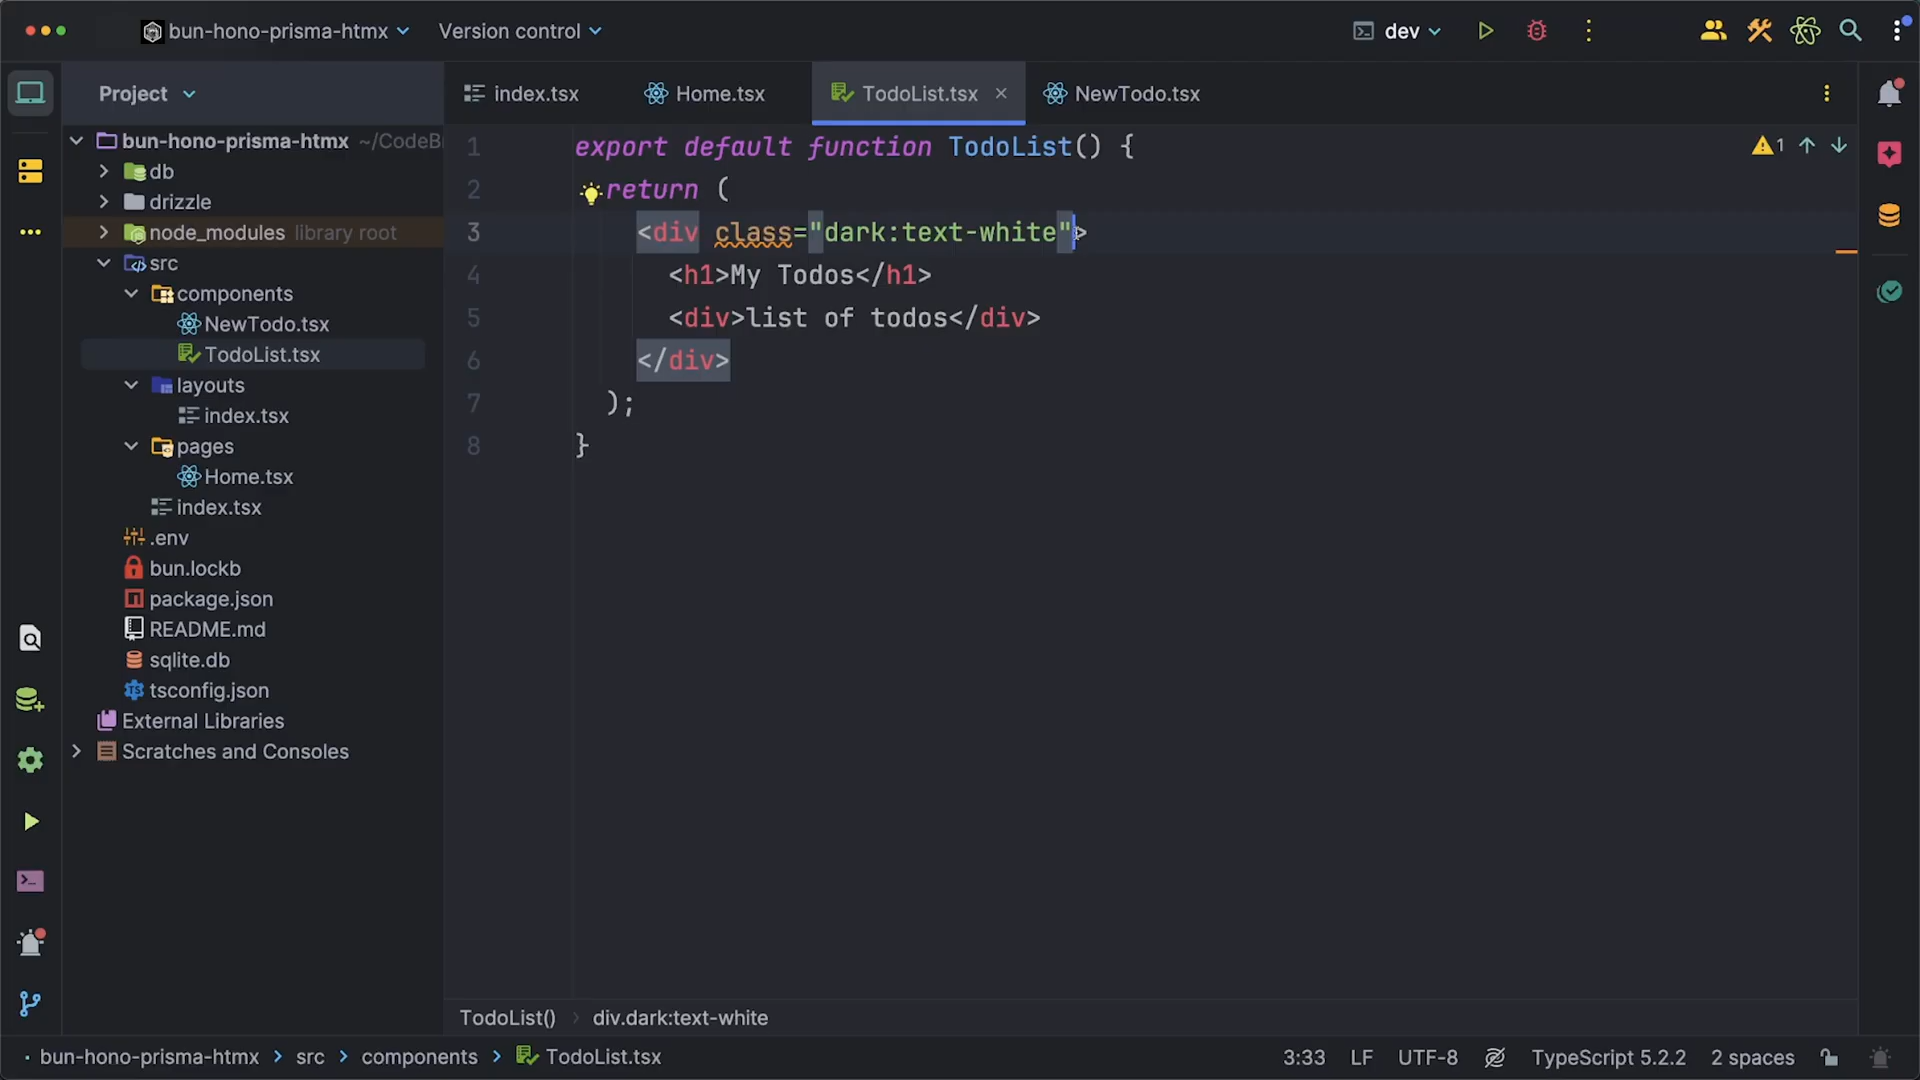 bun-hono-prisma-htmx Version control dev
Project
index.tsx Home.tsx TodoList.tsx NewTodo.tsx
bun-hono-prisma-htmx ~/CodeB
db
drizzle
node_modules library root
src
components
NewTodo.tsx
TodoList.tsx
layouts
index.tsx
pages
Home.tsx
index.tsx
.env
bun.lockb
package.json
README.md
sqlite.db
tsconfig.json
External Libraries
Scratches and Consoles
1 export default function TodoList() {
2 return (
3 <div class="dark:text-white">
4 <h1>My Todos</h1>
5 <div>list of todos</div>
6 </div>
7 );
8 }
1
TodoList() div.dark:text-white
bun-hono-prisma-htmx src components TodoList.tsx 3:33 LF UTF-8 TypeScript 5.2.2 2 spaces